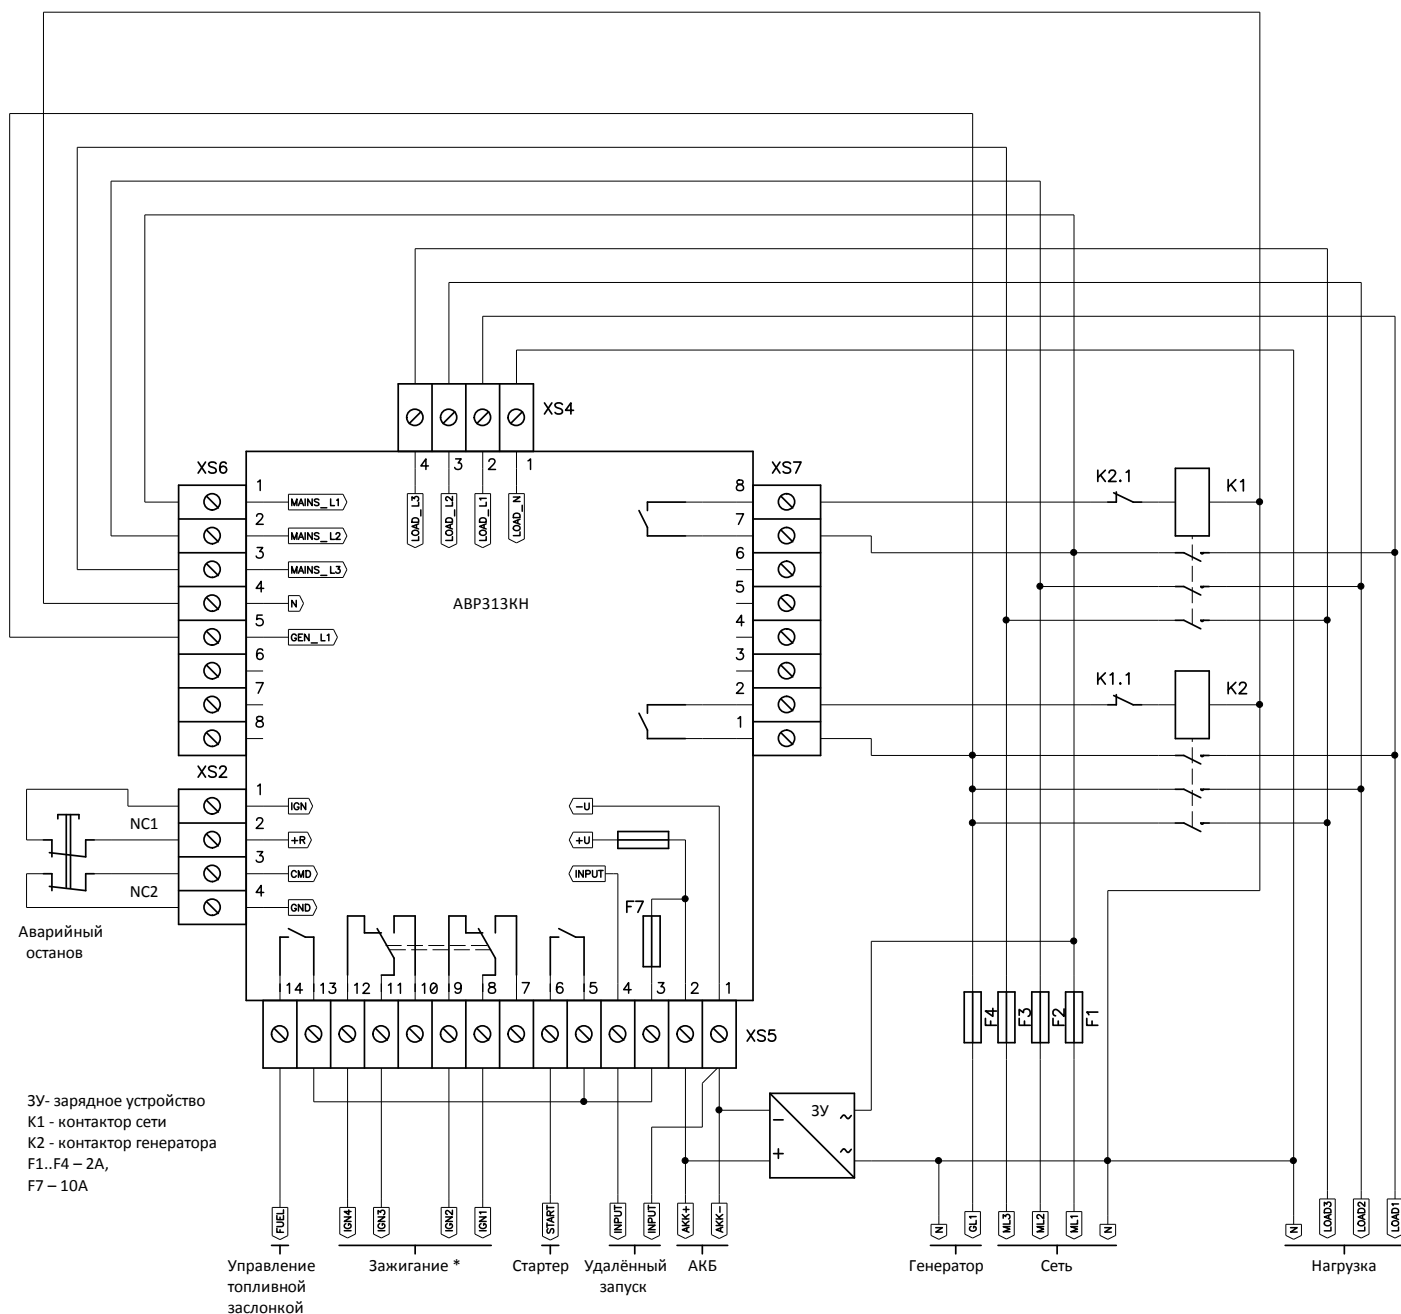 XS4
4 3 2 1
LOAD_L3
LOAD_L2
LOAD_L1
LOAD_N
XS6
1
MAINS_L1
2
MAINS_L2
3
MAINS_L3
4
N
5
GEN_L1
6
7
8
АВР313КН
XS7
8
7
6
5
4
3
2
1
K2.1
K1
K1.1
K2
XS2
1
IGN
NC1
2
+R
3
CMD
NC2
4
GND
Аварийный
останов
-U
+U
INPUT
F7
14 13 12 11 10 9 8 7 6 5 4 3 2 1
XS5
F4
F3
F2
F1
ЗУ- зарядное устройство
К1 - контактор сети
К2 - контактор генератора
F1..F4 – 2А,
F7 – 10А
ЗУ
–
~
+
~
FUEL
IGN4
IGN3
IGN2
IGN1
START
INPUT
INPUT
AKK+
AKK-
N
GL1
ML3
ML2
ML1
N
N
LOAD3
LOAD2
LOAD1
Управление
топливной
заслонкой
Зажигание *
Стартер
Удалённый
запуск
АКБ
Генератор
Сеть
Нагрузка